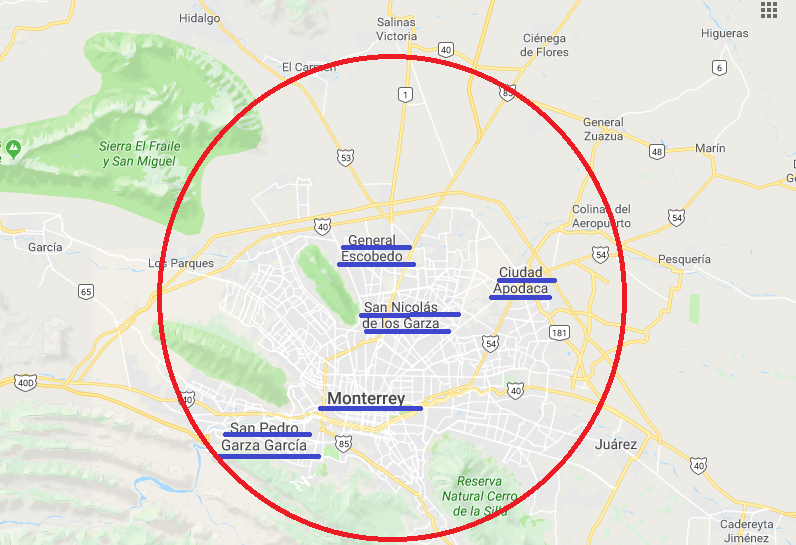 Hidalgo
Salinas
Victoria
Ciénega
de Flores
Higueras
40
6
El Carmen
1
85
General
Zuazua
Sierra El Fraile
y San Miguel
53
48
Marín
Colinas del
Aeropuerto
54
40
General
Escobedo
García
Los Parques
54
Pesquería
Ciudad
Apodaca
65
San Nicolás
de los Garza
181
54
40D
40
Monterrey
40
San Pedro
Garza García
85
Juárez
40
Reserva
Natural Cerro
de la Silla
Cadereyta
Jiménez